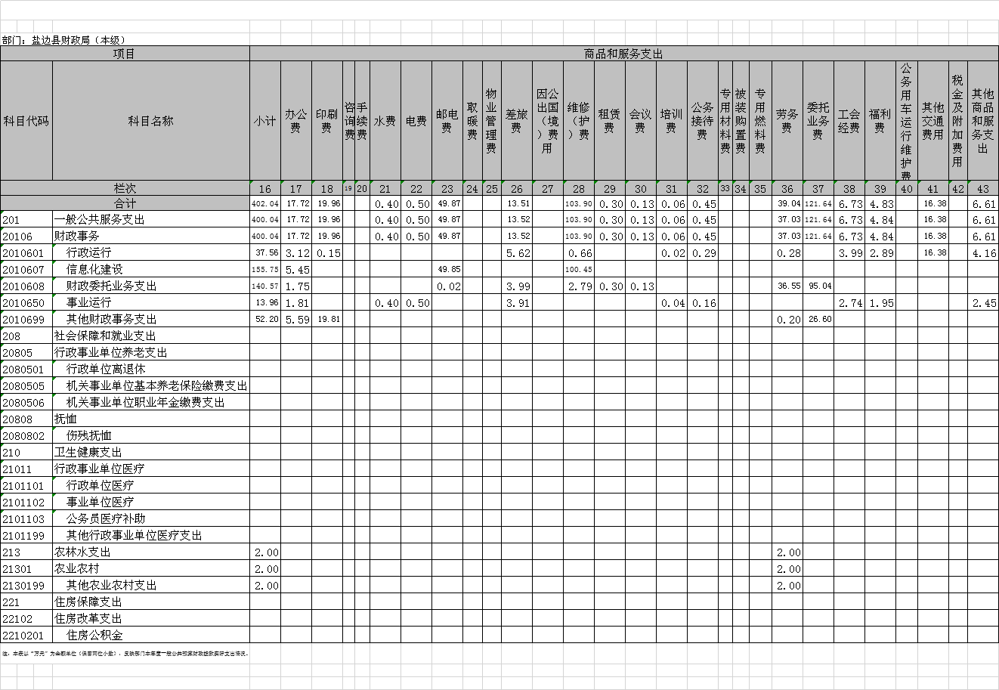 部门：盐边县财政局（本级）
项目 商品和服务支出
科目代码 科目名称 小计 办公费 印刷费 咨询费 手续费 水费 电费 邮电费 取暖费 物业管理费 差旅费 因公出国（境）费用 维修（护）费 租赁费 会议费 培训费 公务接待费 专用材料费 被装购置费 专用燃料费 劳务费 委托业务费 工会经费 福利费 公务用车运行维护费 其他交通费用 税金及附加费用 其他商品和服务支出
栏次 16 17 18 19 20 21 22 23 24 25 26 27 28 29 30 31 32 33 34 35 36 37 38 39 40 41 42 43
合计 402.04 17.72 19.96 0.40 0.50 49.87 13.51 103.90 0.30 0.13 0.06 0.45 39.04 121.64 6.73 4.83 16.38 6.61
201 一般公共服务支出 400.04 17.72 19.96 0.40 0.50 49.87 13.52 103.90 0.30 0.13 0.06 0.45 37.03 121.64 6.73 4.84 16.38 6.61
20106 财政事务 400.04 17.72 19.96 0.40 0.50 49.87 13.52 103.90 0.30 0.13 0.06 0.45 37.03 121.64 6.73 4.84 16.38 6.61
2010601 行政运行 37.56 3.12 0.15 5.62 0.66 0.02 0.29 0.28 3.99 2.89 16.38 4.16
2010607 信息化建设 155.75 5.45 49.85 100.45
2010608 财政委托业务支出 140.57 1.75 0.02 3.99 2.79 0.30 0.13 36.55 95.04
2010650 事业运行 13.96 1.81 0.40 0.50 3.91 0.04 0.16 2.74 1.95 2.45
2010699 其他财政事务支出 52.20 5.59 19.81 0.20 26.60
208 社会保障和就业支出
20805 行政事业单位养老支出
2080501 行政单位离退休
2080505 机关事业单位基本养老保险缴费支出
2080506 机关事业单位职业年金缴费支出
20808 抚恤
2080802 伤残抚恤
210 卫生健康支出
21011 行政事业单位医疗
2101101 行政单位医疗
2101102 事业单位医疗
2101103 公务员医疗补助
2101199 其他行政事业单位医疗支出
213 农林水支出 2.00 2.00
21301 农业农村 2.00 2.00
2130199 其他农业农村支出 2.00 2.00
221 住房保障支出
22102 住房改革支出
2210201 住房公积金
注：本表以“万元”为金额单位（保留两位小数），反映部门本年度一般公共预算财政拨款实际支出情况。